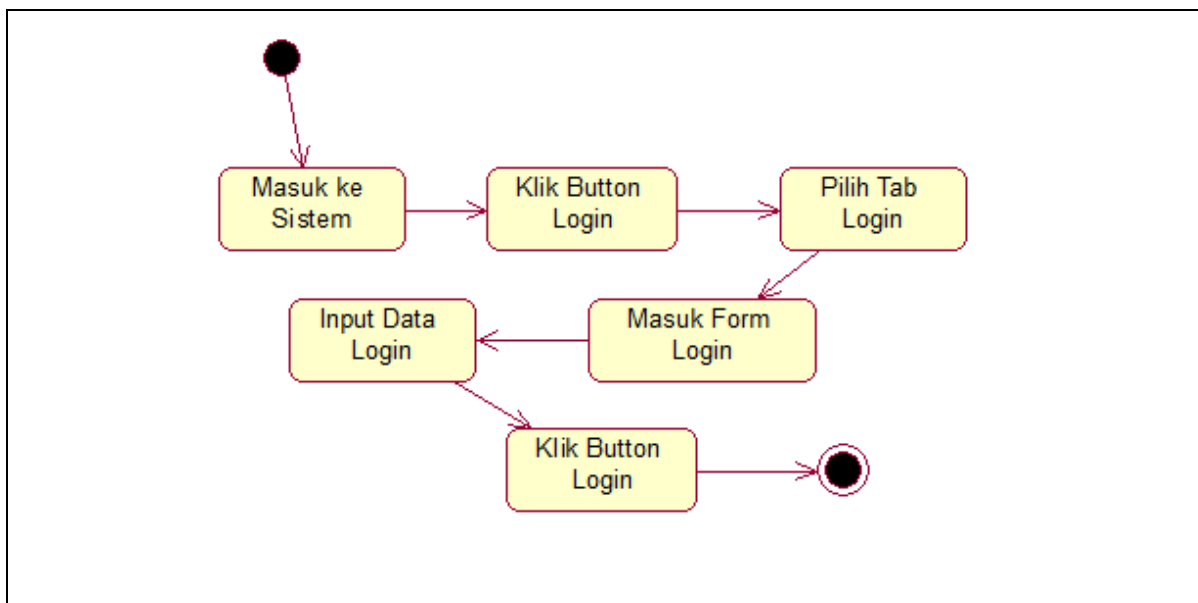 Masuk ke
Sistem
Klik Button
Login
Pilih Tab
Login
Masuk Form
Login
Input Data
Login
Klik Button
Login